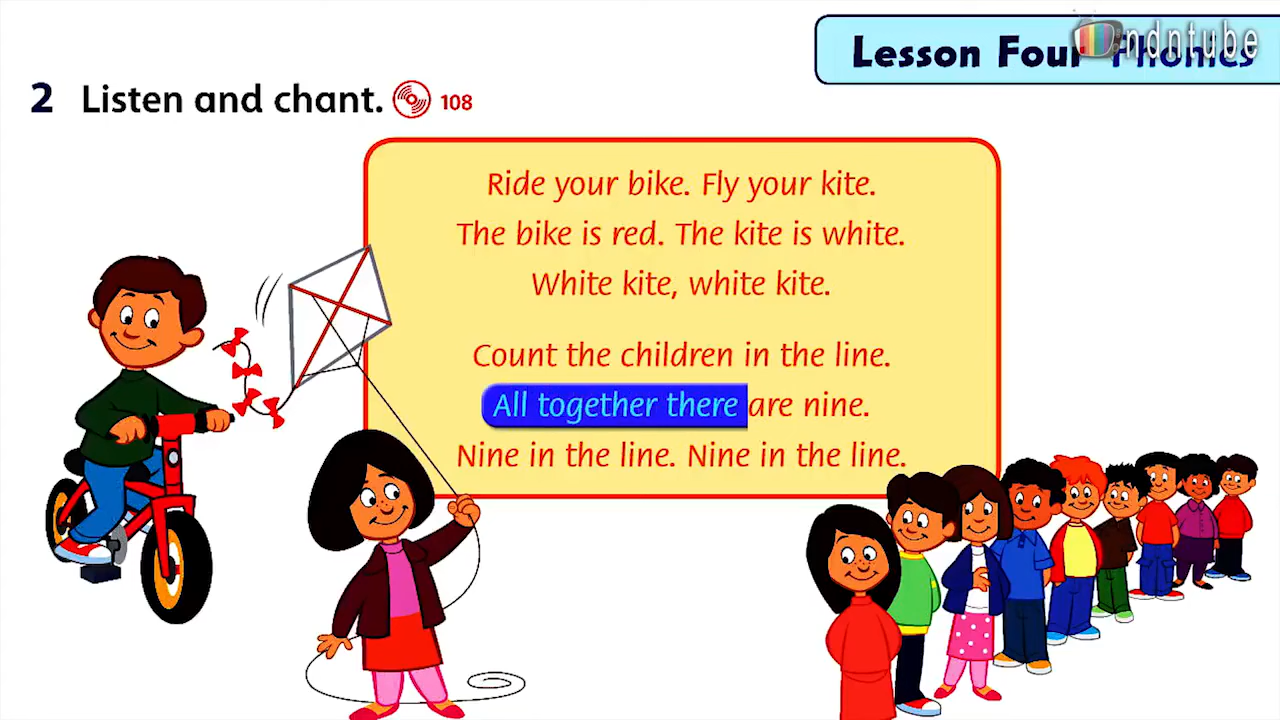 Lesson Four Phonics
ndntube
2 Listen and chant. 108
Ride your bike. Fly your kite.
The bike is red. The kite is white.
White kite, white kite.
Count the children in the line.
All together there are nine.
Nine in the line. Nine in the line.